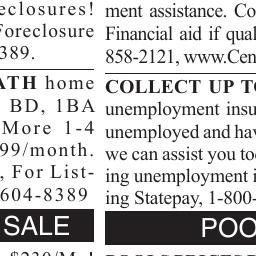 eclosures!
Foreclosure
389.
ATH home
BD, 1BA
More 1-4
99/month.
, For List-
604-8389
SALE
ment assistance. Co
Financial aid if qual
858-2121, www.Cen
COLLECT UP TO
unemployment insu
unemployed and hav
we can assist you to
ing unemployment i
ing Statepay, 1-800-
POO